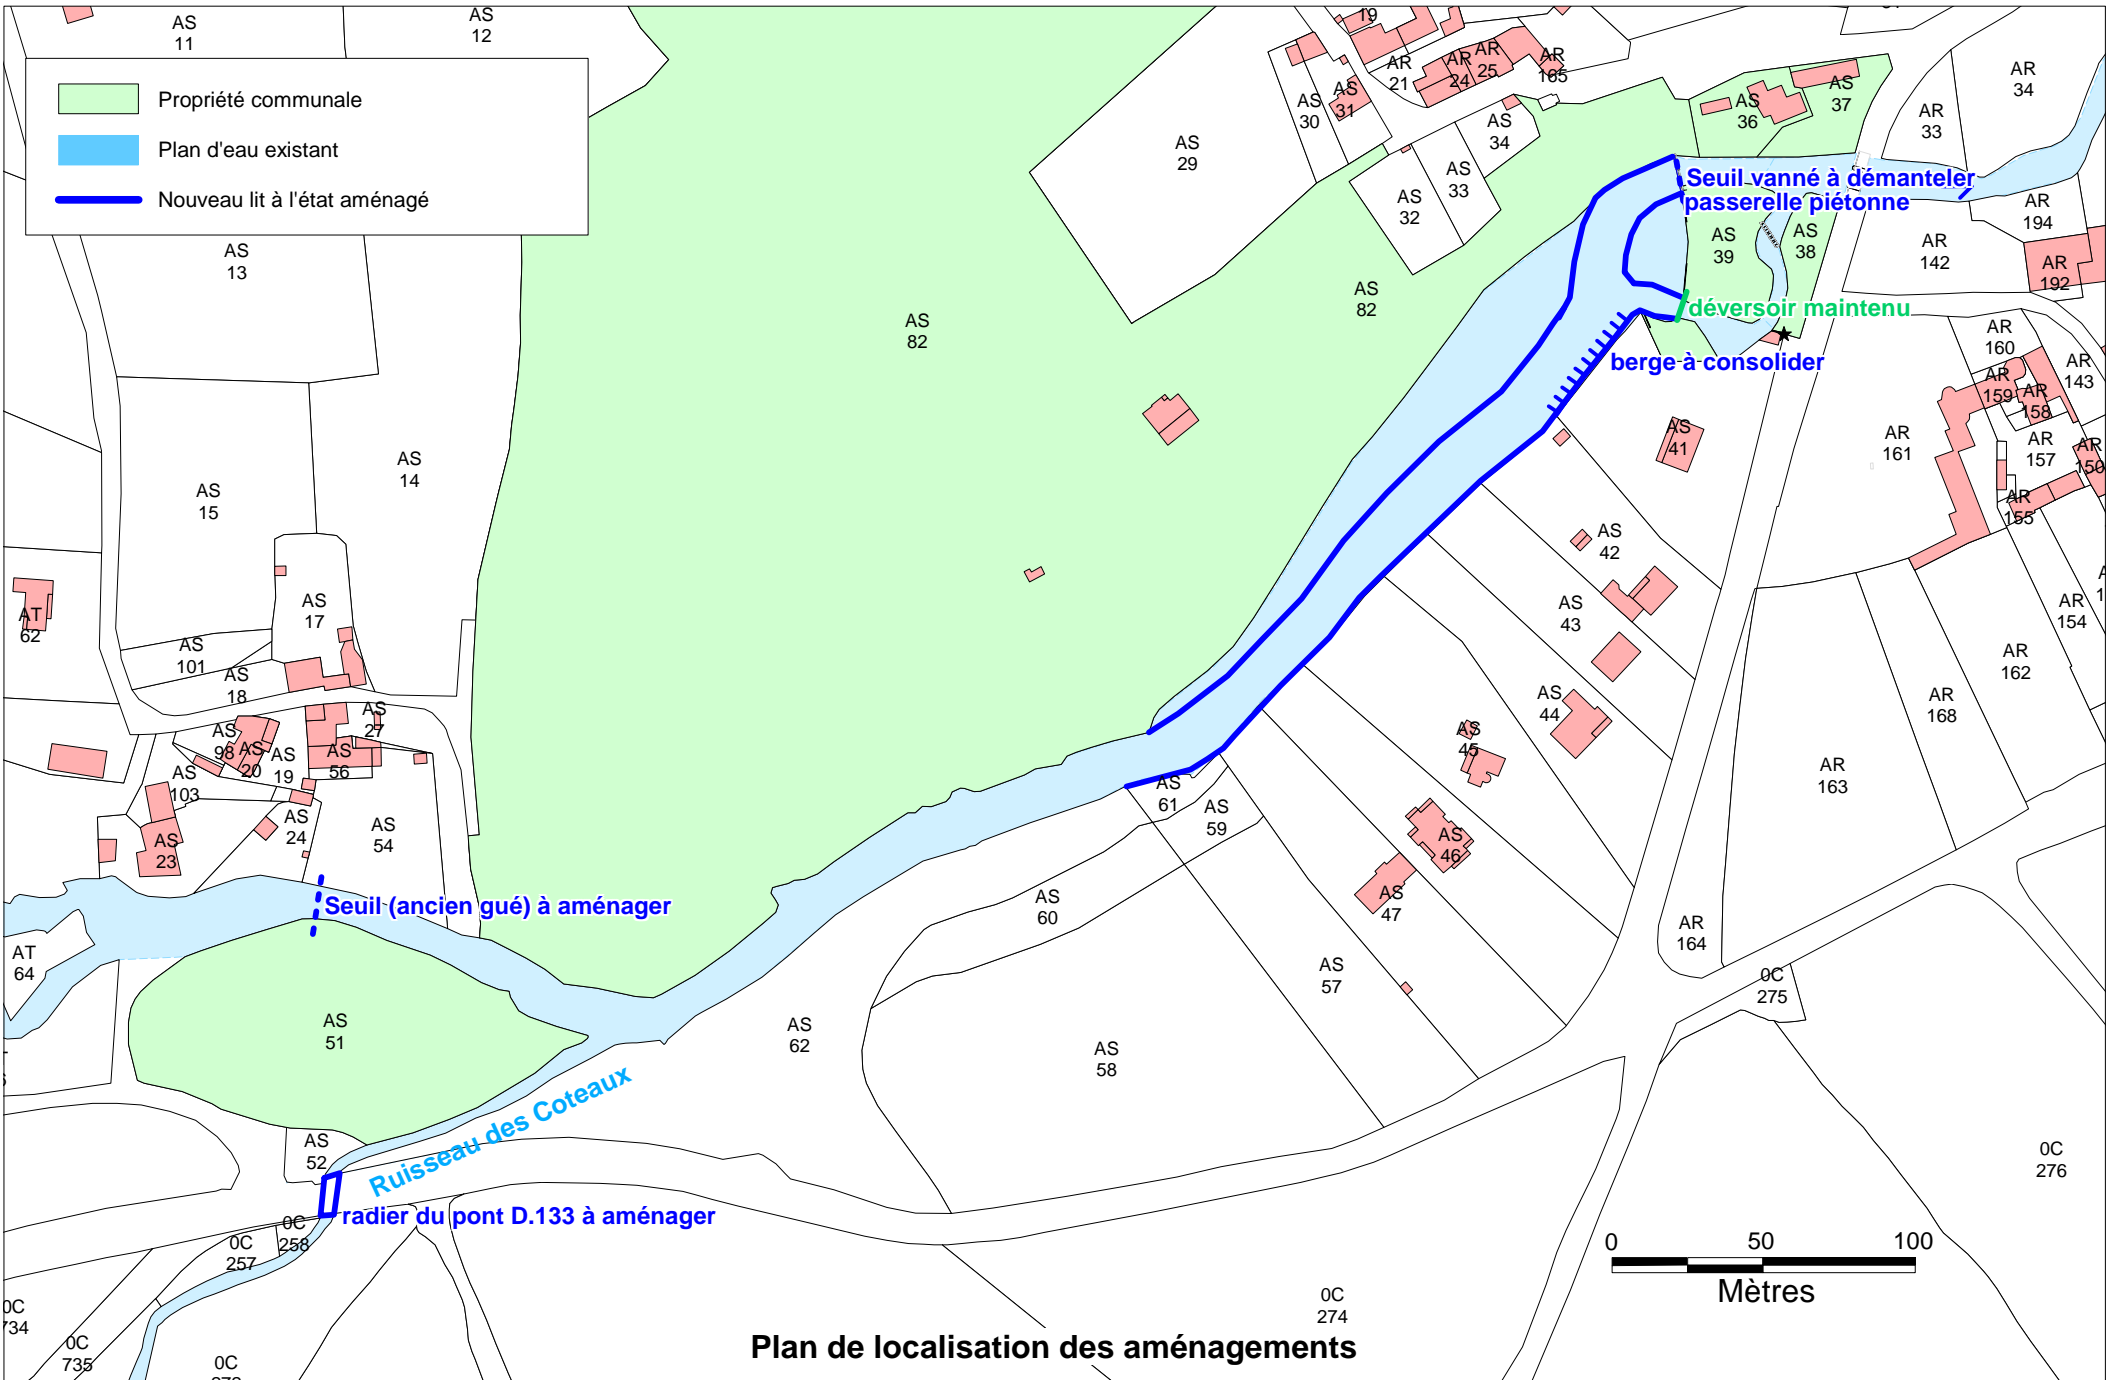 AS
11
AS
12
Propriété communale
Plan d'eau existant
Nouveau lit à l'état aménagé
19
AR
21
AR
24
AR
25
AR
165
AS
30
AS
31
AS
29
AS
34
AS
33
AS
32
AS
36
AS
37
AR
33
AR
34
Seuil vanné à démanteler
passerelle piétonne
AS
39
AS
38
AR
194
AR
142
AR
192
déversoir maintenu
berge à consolider
AS
13
AS
82
AS
82
AR
160
AR
143
AR
159
AR
158
AR
157
AR
150
AR
155
AR
161
AS
41
AS
14
AS
15
AS
42
AS
43
AS
17
AT
62
AS
101
AS
18
AR
154
AR
162
AR
168
AR
163
AS
44
AS
45
AS
46
AS
47
AS
27
AS
98
AS
20
AS
19
AS
56
AS
103
AS
24
AS
54
AS
23
AS
61
AS
59
AS
60
AS
57
AR
164
Seuil (ancien gué) à aménager
AT
64
AS
51
AS
62
AS
58
0C
275
0C
276
Ruisseau des Coteaux
AS
52
radier du pont D.133 à aménager
0C
258
0C
257
0C
734
0C
735
0C
0C
274
0 50 100
Mètres
Plan de localisation des aménagements